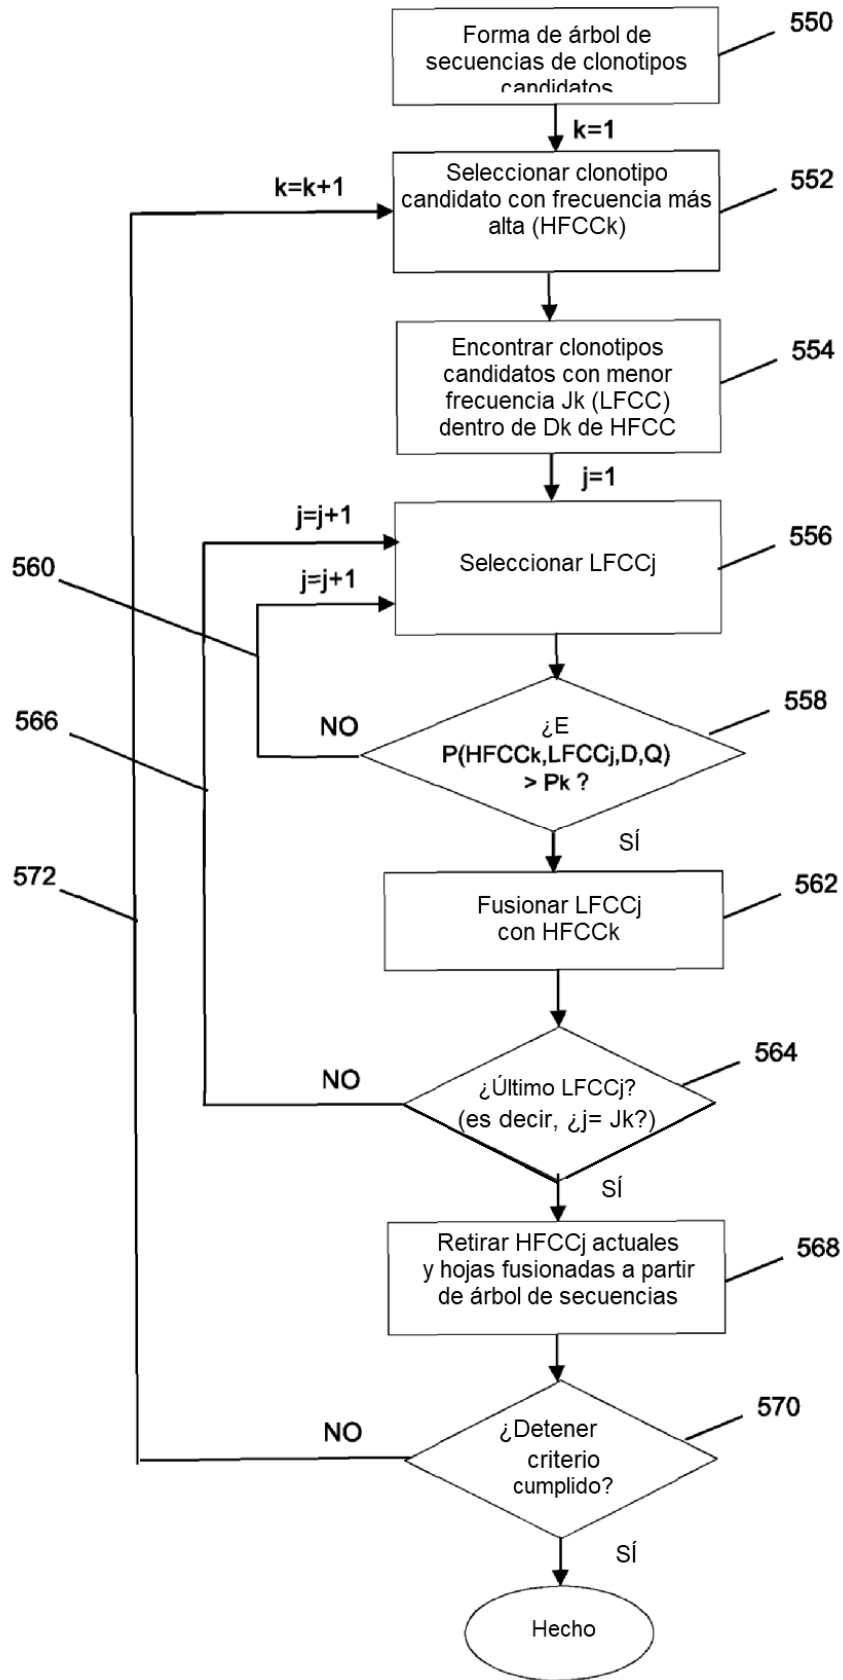 550
Forma de árbol de
secuencias de clonotipos
candidatos
k=1
k=k+1
Seleccionar clonotipo
candidato con frecuencia más
alta (HFCCk)
552
Encontrar clonotipos
candidatos con menor
frecuencia Jk (LFCC)
dentro de Dk de HFCC
554
j=1
j=j+1
556
Seleccionar LFCCj
560
j=j+1
558
566
NO
¿E
P(HFCCk,LFCCj,D,Q)
> Pk ?
SÍ
572
562
Fusionar LFCCj
con HFCCk
564
NO
¿Último LFCCj?
(es decir, ¿j= Jk?)
SÍ
568
Retirar HFCCj actuales
y hojas fusionadas a partir
de árbol de secuencias
570
NO
¿Detener
criterio
cumplido?
SÍ
Hecho